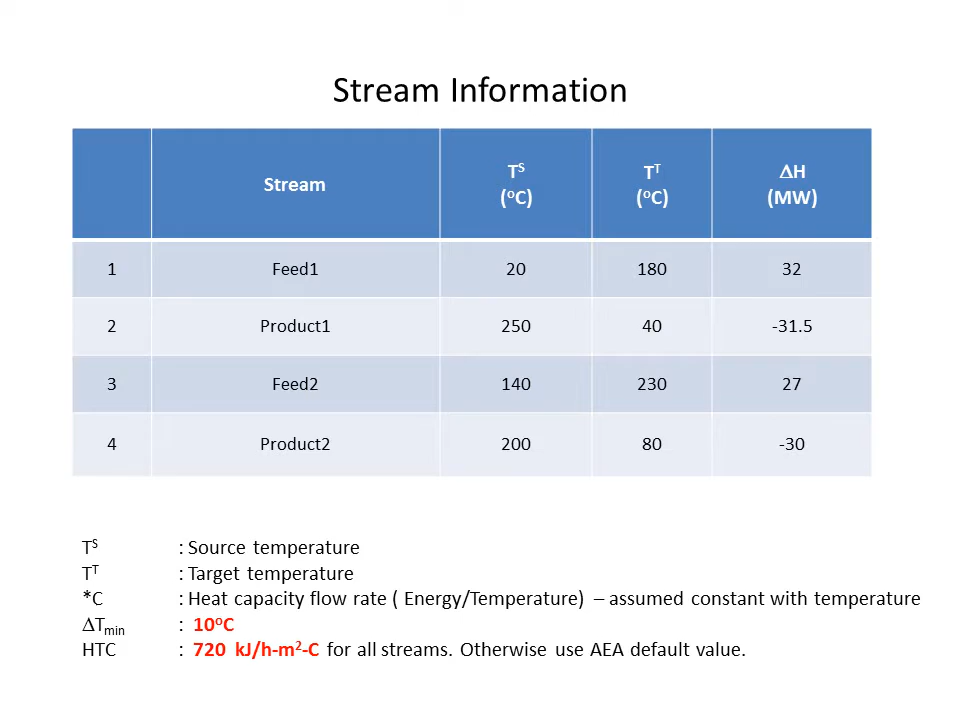 Stream Information
Stream Tˢ (ᵒC) Tᵀ (ᵒC) ΔH (MW)
1 Feed1 20 180 32
2 Product1 250 40 -31.5
3 Feed2 140 230 27
4 Product2 200 80 -30
Tˢ : Source temperature
Tᵀ : Target temperature
*C : Heat capacity flow rate ( Energy/Temperature) – assumed constant with temperature
ΔTmin : 10ᵒC
HTC : 720 kJ/h-m²-C for all streams. Otherwise use AEA default value.